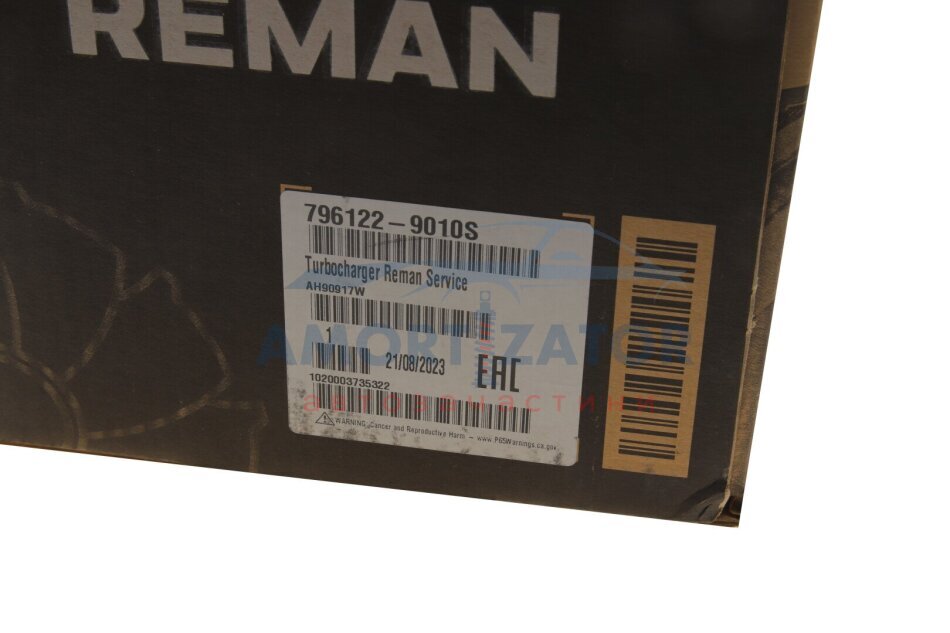 REMAN
796122-9010S
Turbocharger Reman Service
AH90917W
1
21/08/2023
EAC
1020003735322
WARNING: Cancer and Reproductive Harm - www.P65Warnings.ca.gov
AMORTIZATOR
автозапчастини